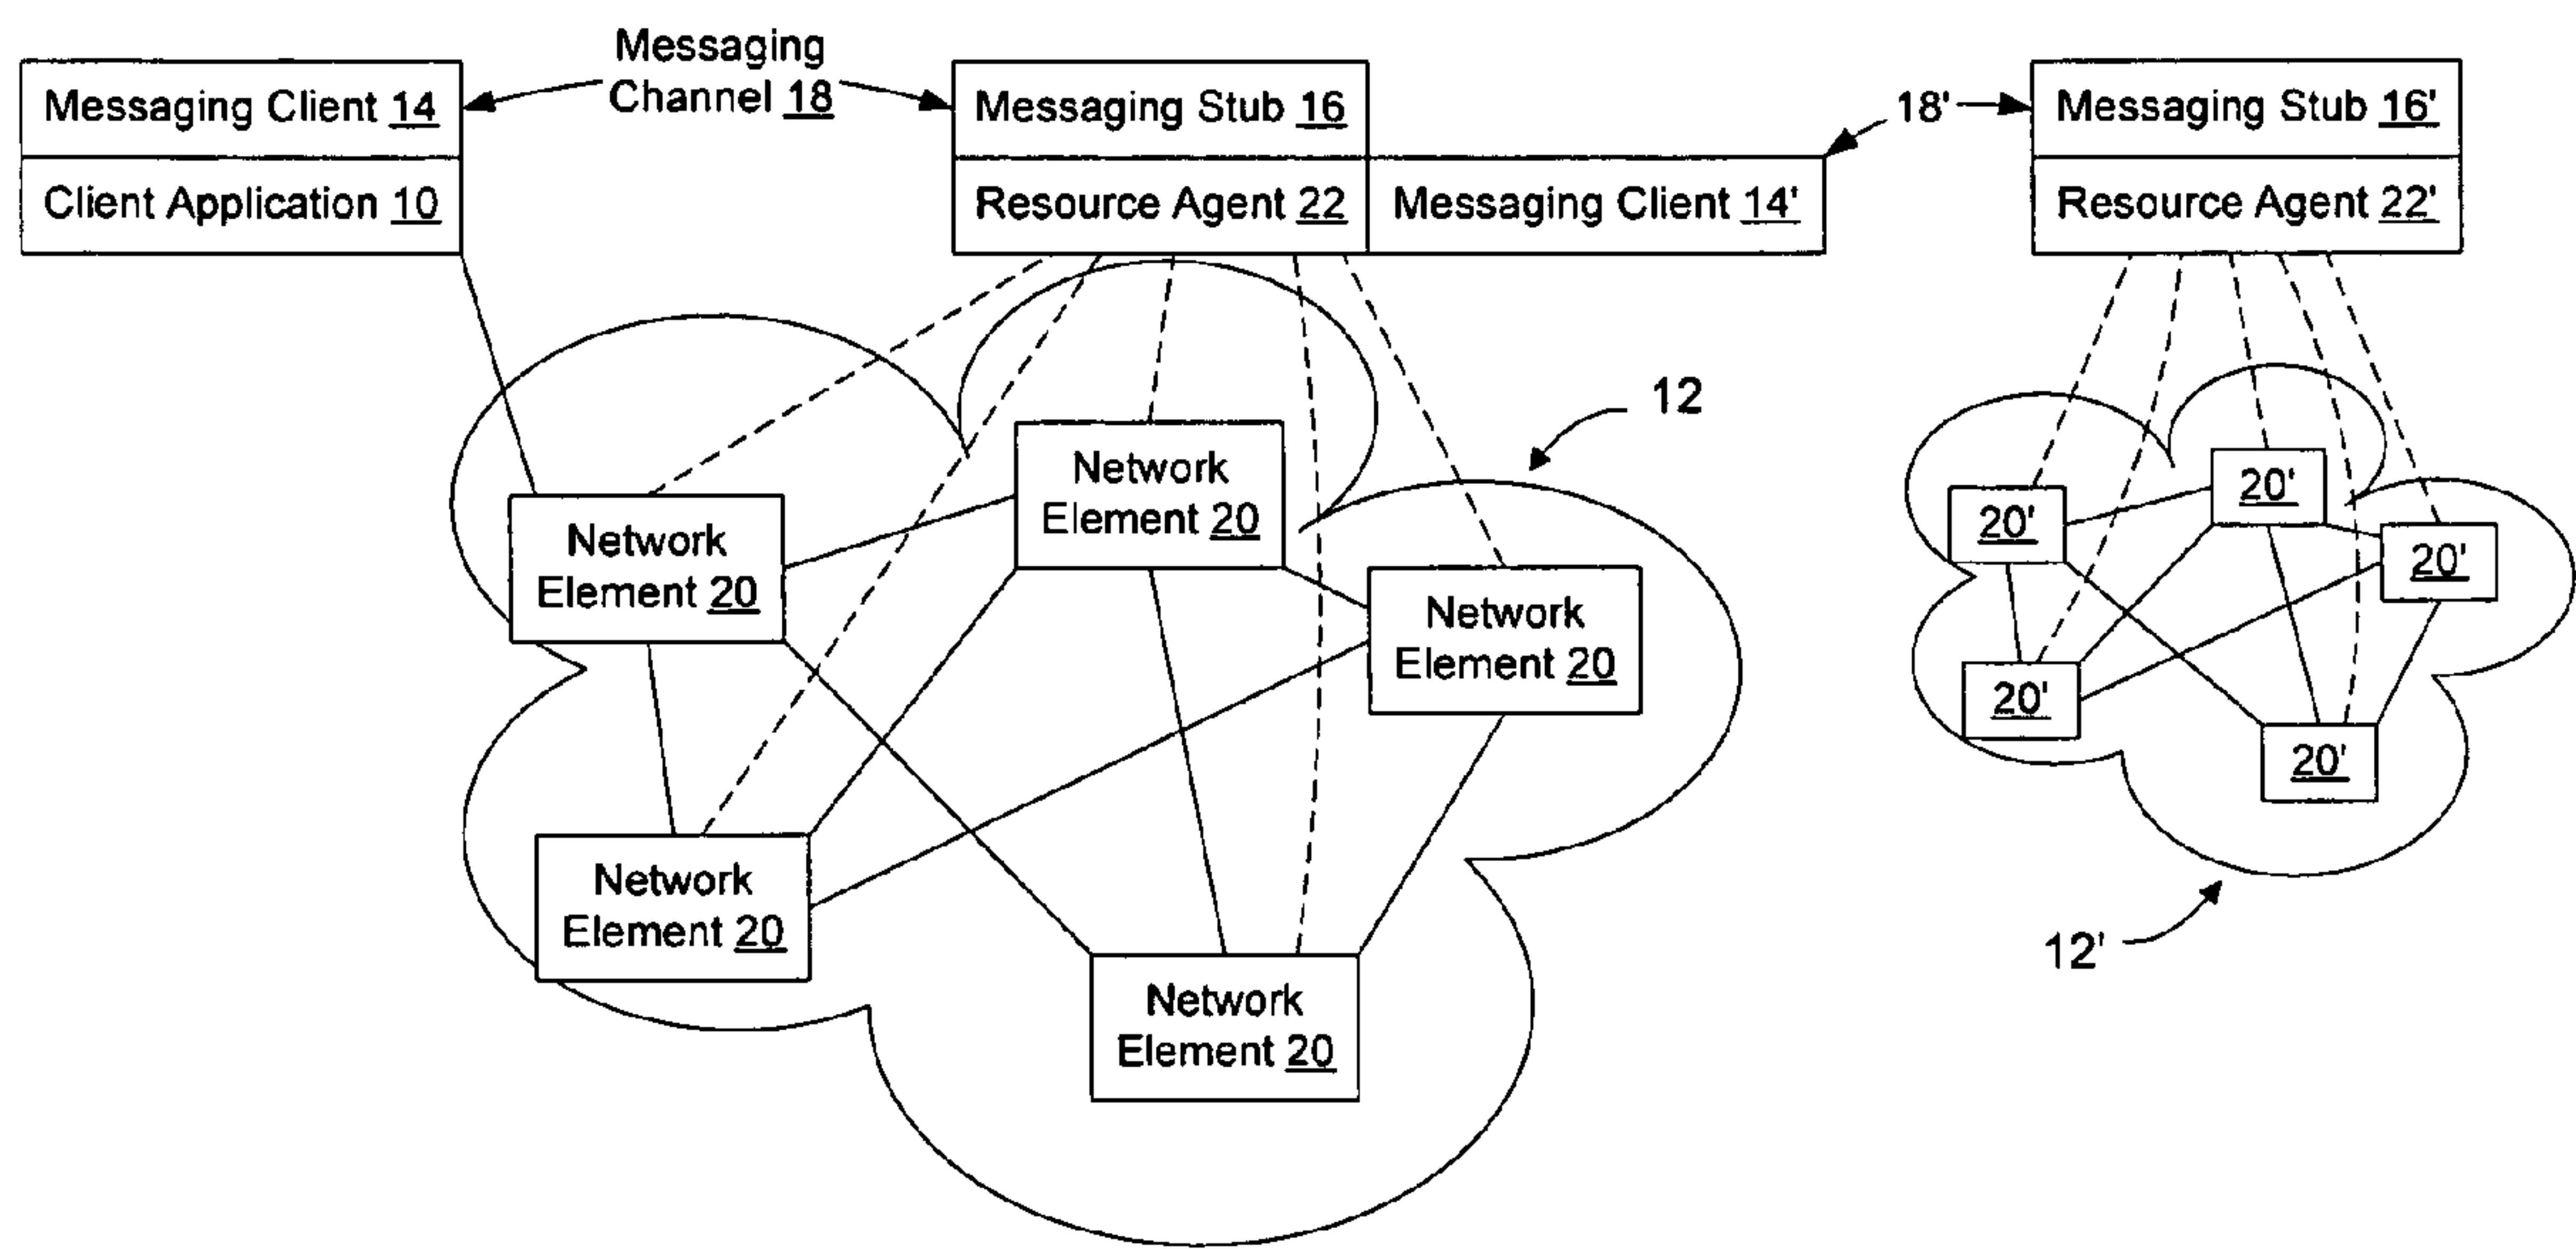 Messaging
Channel 18
Messaging Client 14
Client Application 10
Messaging Stub 16
Resource Agent 22
Messaging Client 14'
18'
Messaging Stub 16'
Resource Agent 22'
12
Network
Element 20
Network
Element 20
Network
Element 20
Network
Element 20
Network
Element 20
20'
20'
20'
20'
20'
12'